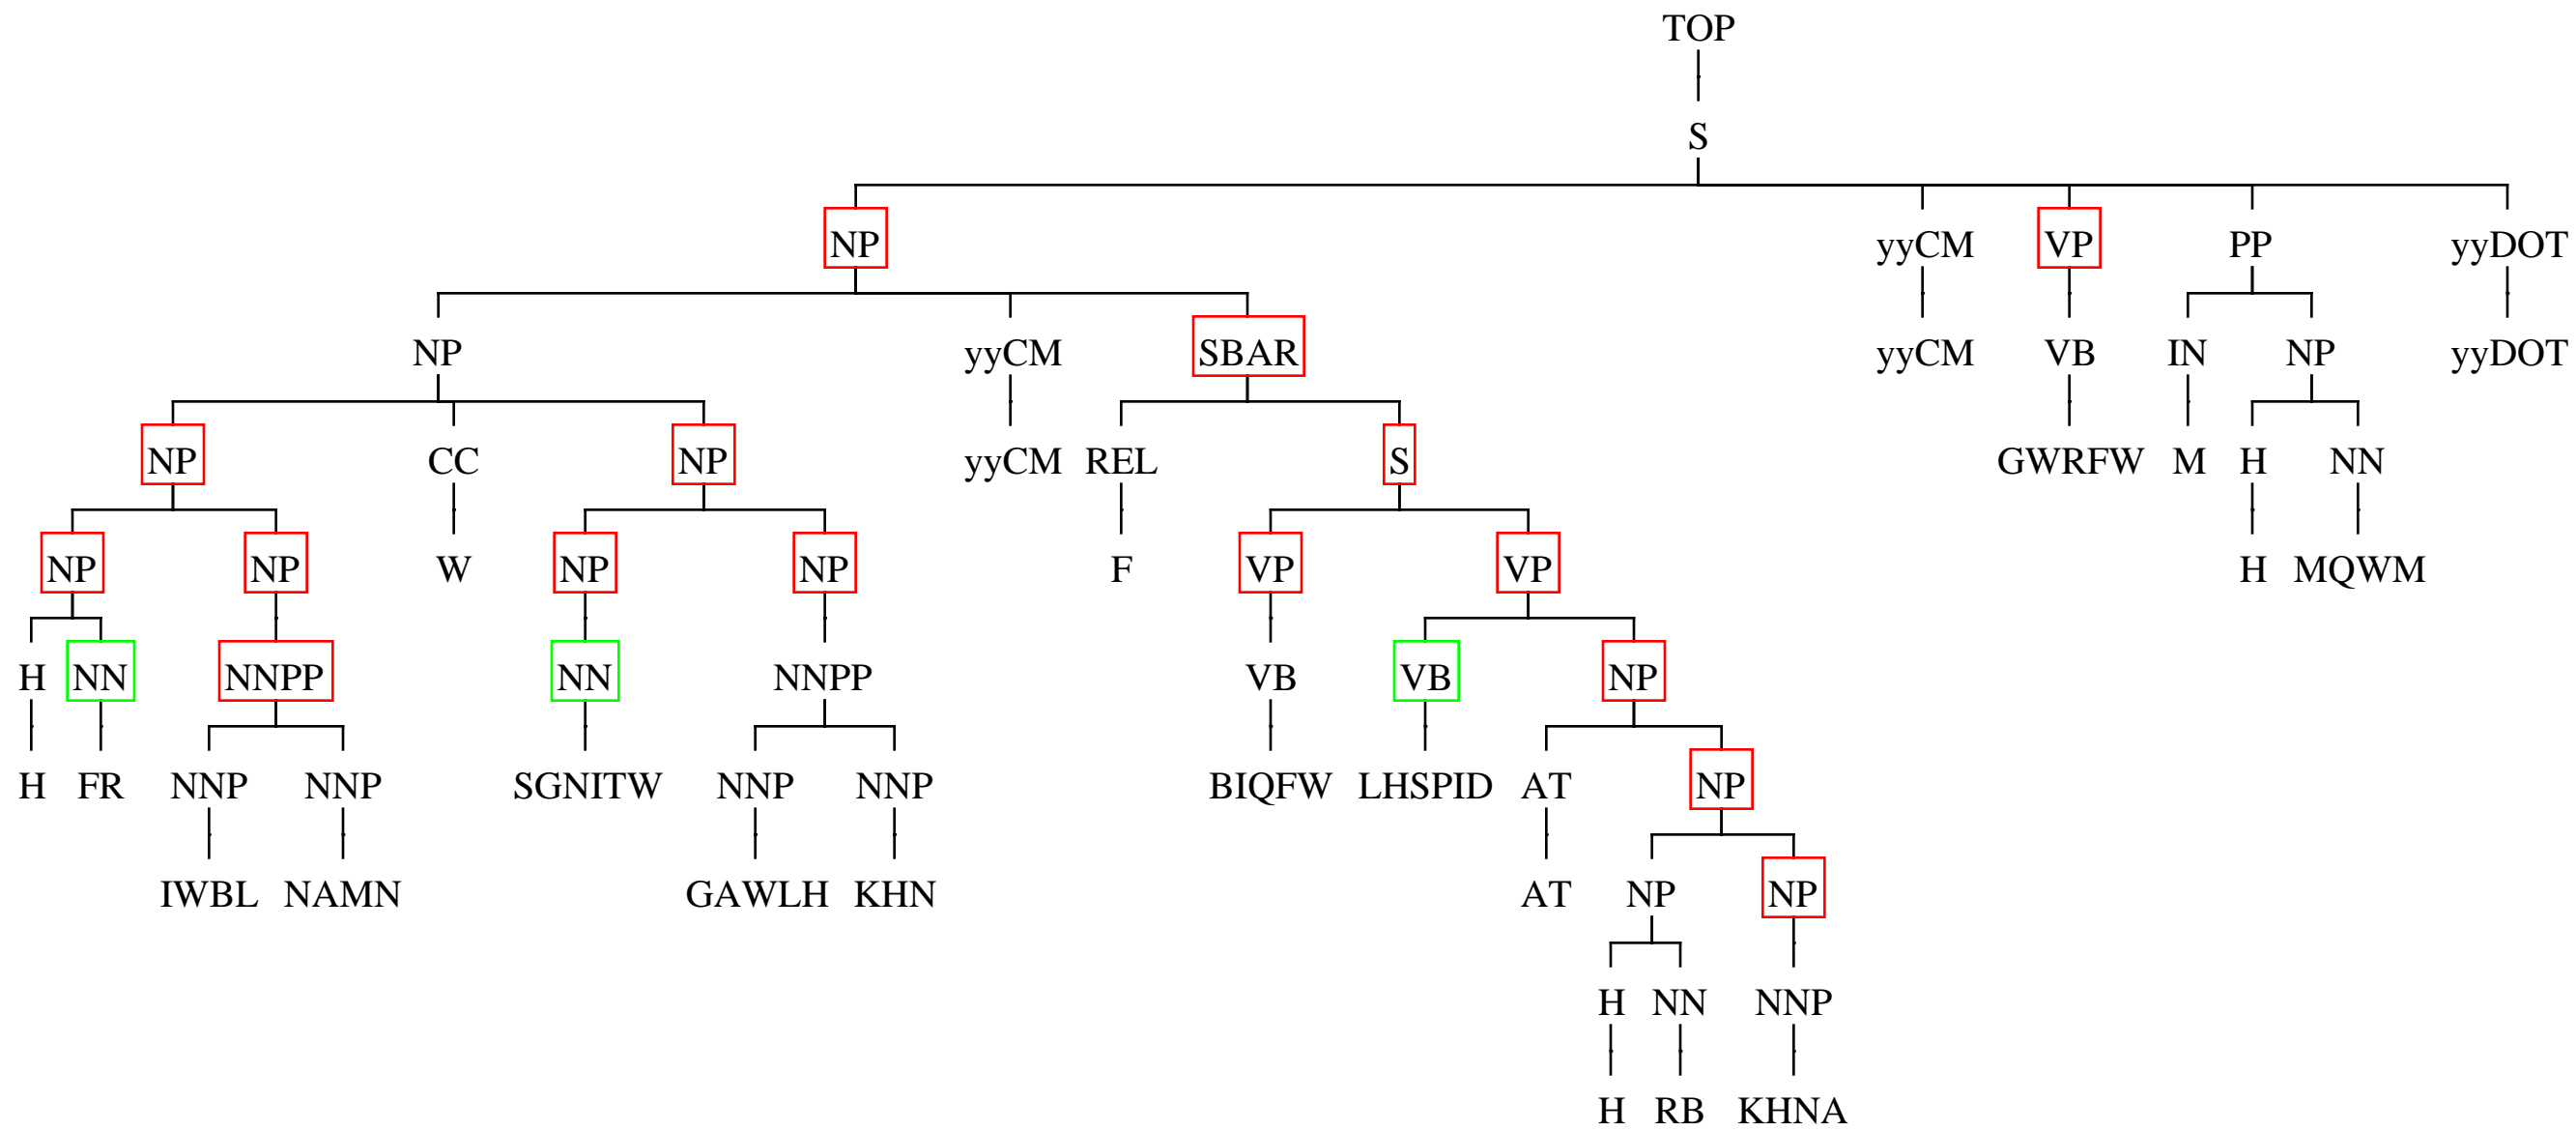 TOP
S
NP yyCM VP PP yyDOT
NP yyCM SBAR yyCM VB IN NP yyDOT
NP CC NP yyCM REL S GWRFW M H NN
NP NP W NP NP F VP VP H MQWM
H NN NNPP NN NNPP VB VB NP
H FR NNP NNP SGNITW NNP NNP BIQFW LHSPID AT NP
IWBL NAMN GAWLH KHN AT NP NP
H NN NNP
H RB KHNA